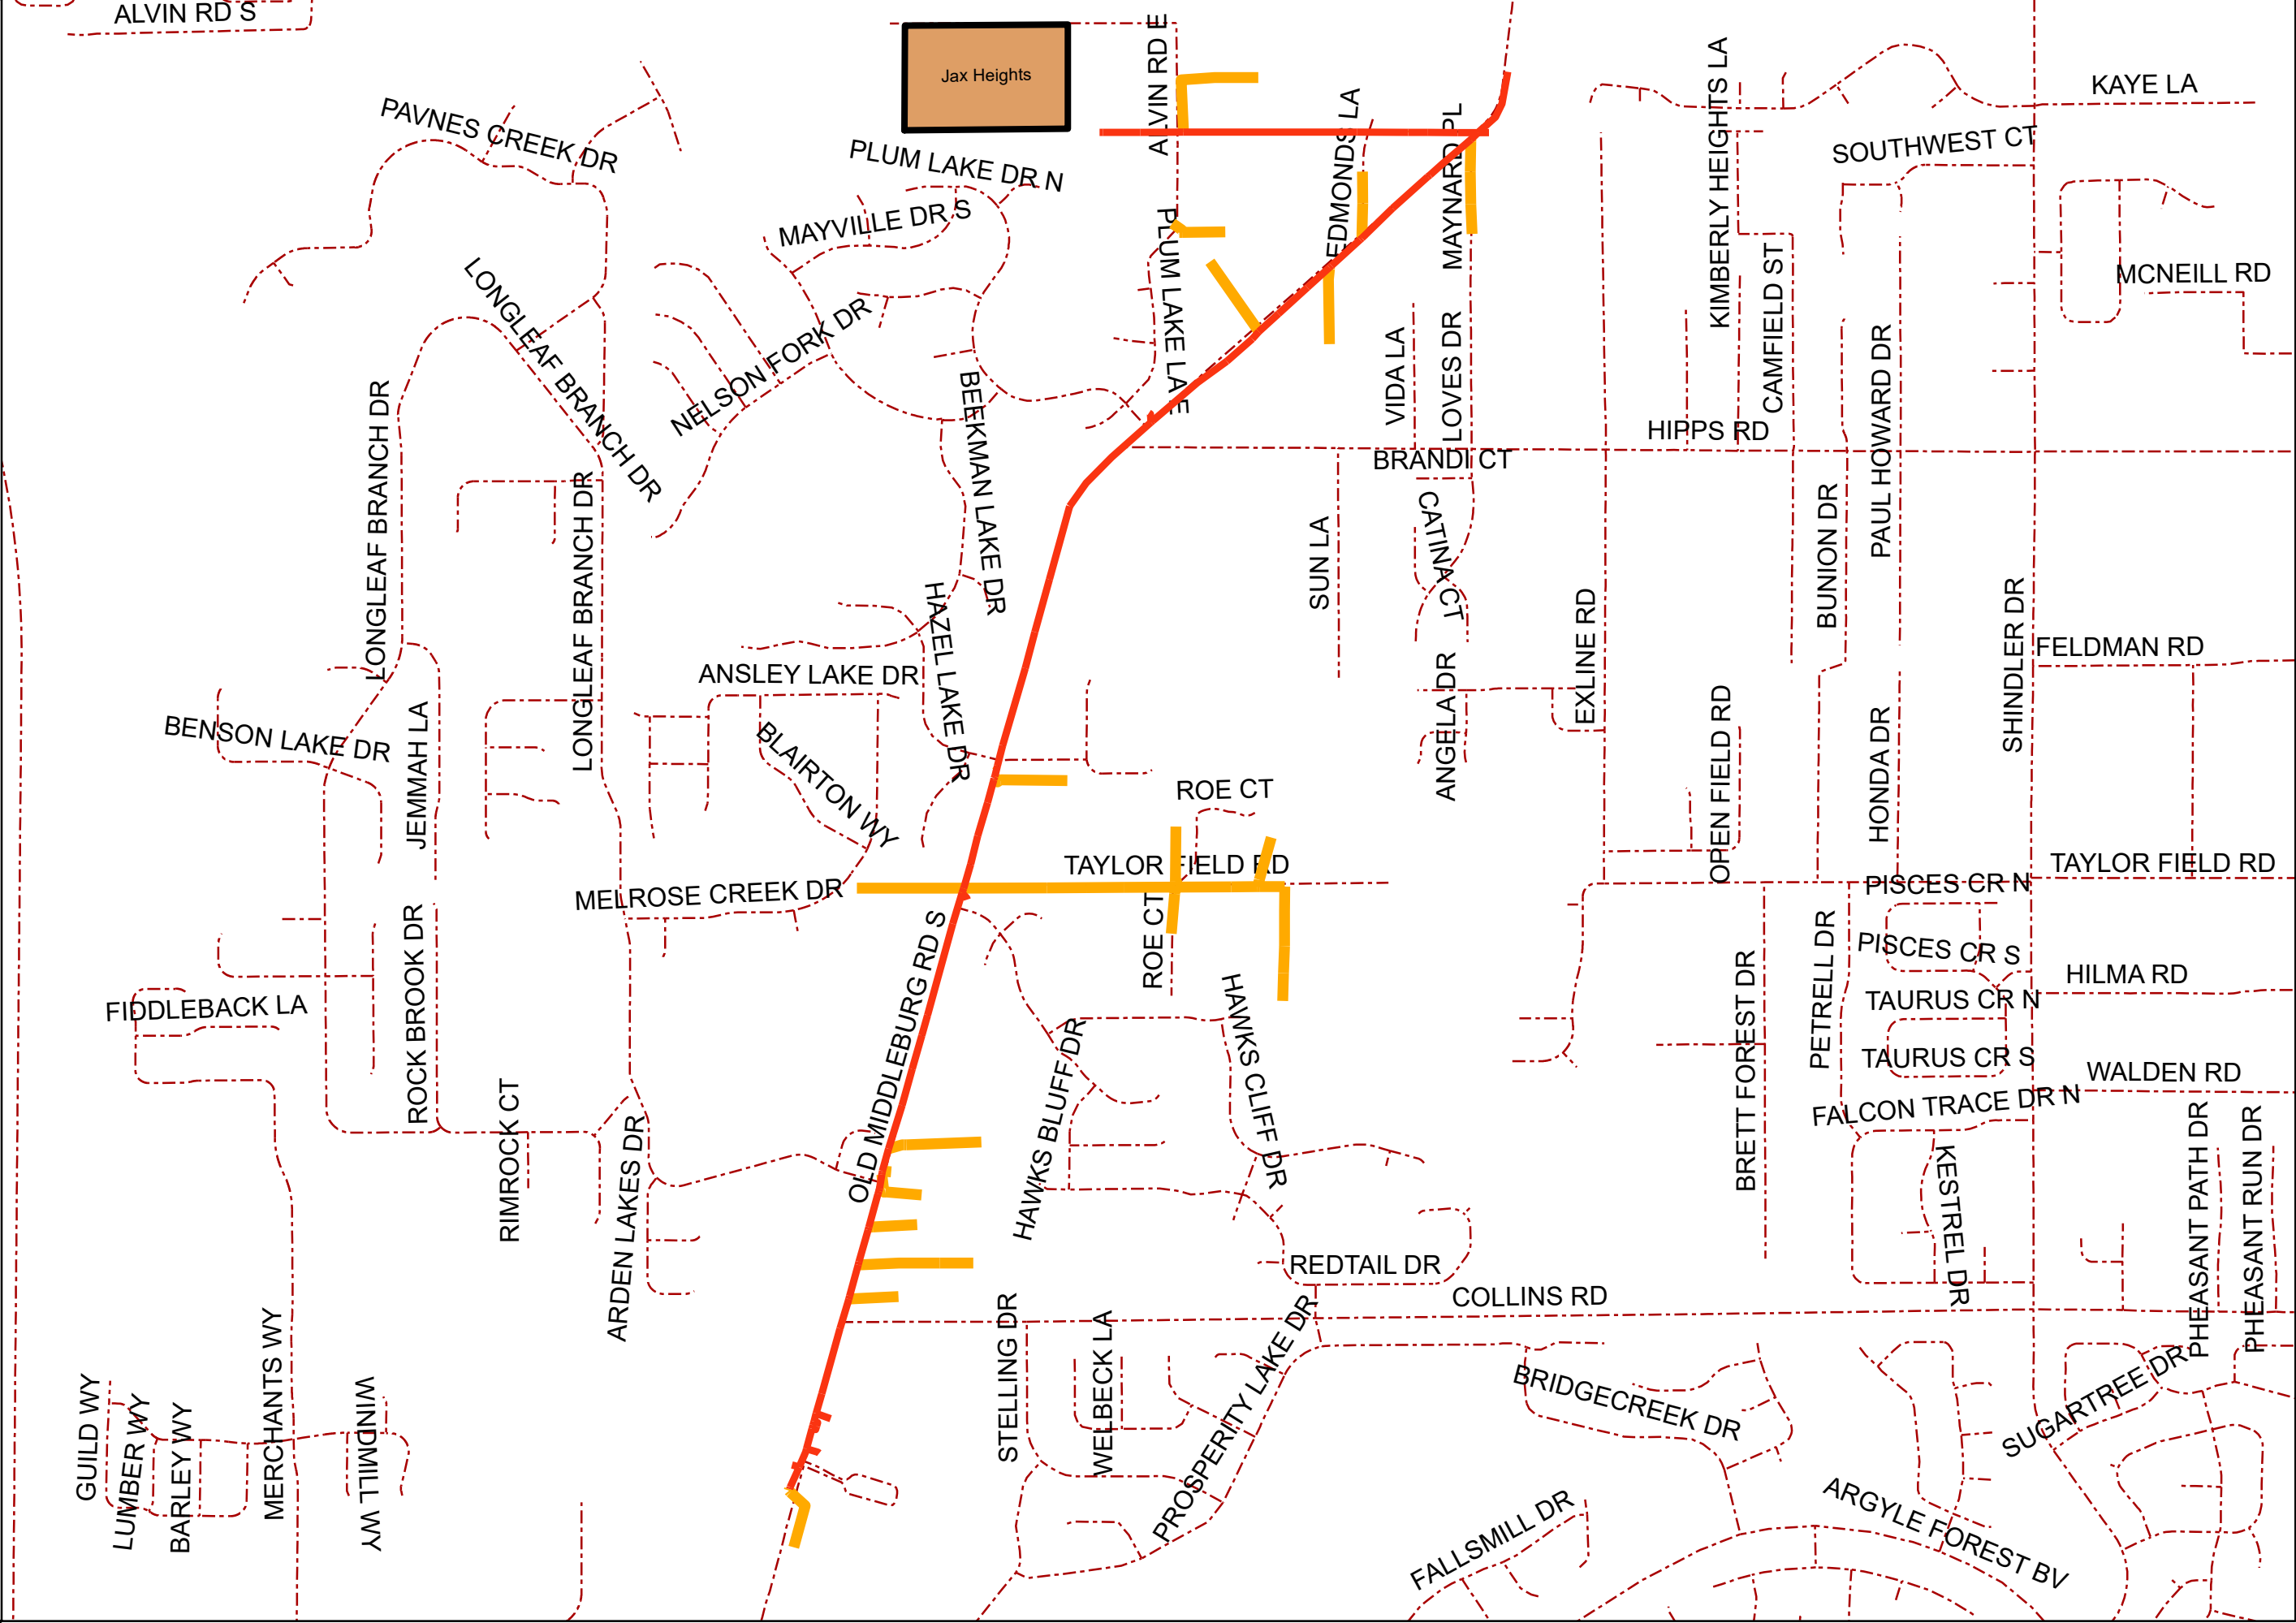 ALVIN RD S
Jax Heights
ALVIN RD E
KAYE LA
PAVNES CREEK DR
PLUM LAKE DR N
EDMONDS LA
MAYNARD PL
KIMBERLY HEIGHTS LA
SOUTHWEST CT
MAYVILLE DR S
PLUM LAKE LA E
CAMFIELD ST
MCNEILL RD
LONGLEAF BRANCH DR
NELSON FORK DR
VIDA LA
LOVES DR
PAUL HOWARD DR
LONGLEAF BRANCH DR
BEEKMAN LAKE DR
HIPPS RD
BRANDI CT
LONGLEAF BRANCH DR
SUN LA
CATINA CT
BUNION DR
HAZEL LAKE DR
EXLINE RD
SHINDLER DR
FELDMAN RD
ANSLEY LAKE DR
ANGELA DR
OPEN FIELD RD
HONDA DR
BENSON LAKE DR
JEMMAH LA
BLAIRTON WY
ROE CT
TAYLOR FIELD RD
TAYLOR FIELD RD
MELROSE CREEK DR
PISCES CR N
ROCK BROOK DR
OLD MIDDLEBURG RD S
ROE CT
HAWKS CLIFF DR
BRETT FOREST DR
PETRELL DR
PISCES CR S
HILMA RD
FIDDLEBACK LA
TAURUS CR N
HAWKS BLUFF DR
TAURUS CR S
WALDEN RD
RIMROCK CT
ARDEN LAKES DR
FALCON TRACE DR N
KESTREL DR
PHEASANT PATH DR
PHEASANT RUN DR
REDTAIL DR
COLLINS RD
STELLING DR
WELBECK LA
PROSPERITY LAKE DR
MERCHANTS WY
GUILD WY
LUMBER WY
BARLEY WY
WINDMILL WY
BRIDGECREEK DR
SUGARTREE DR
FALLSMILL DR
ARGYLE FOREST BV